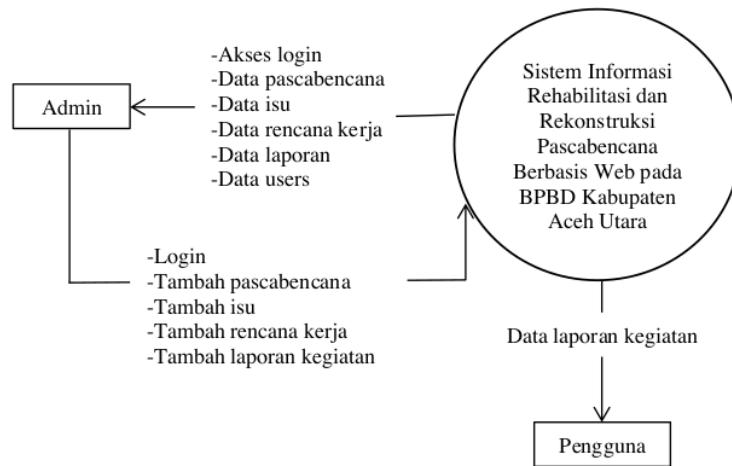 Admin
-Akses login
-Data pascabencana
-Data isu
-Data rencana kerja
-Data laporan
-Data users
Sistem Informasi
Rehabilitasi dan
Rekonstruksi
Pascabencana
Berbasis Web pada
BPBD Kabupaten
Aceh Utara
-Login
-Tambah pascabencana
-Tambah isu
-Tambah rencana kerja
-Tambah laporan kegiatan
Data laporan kegiatan
Pengguna